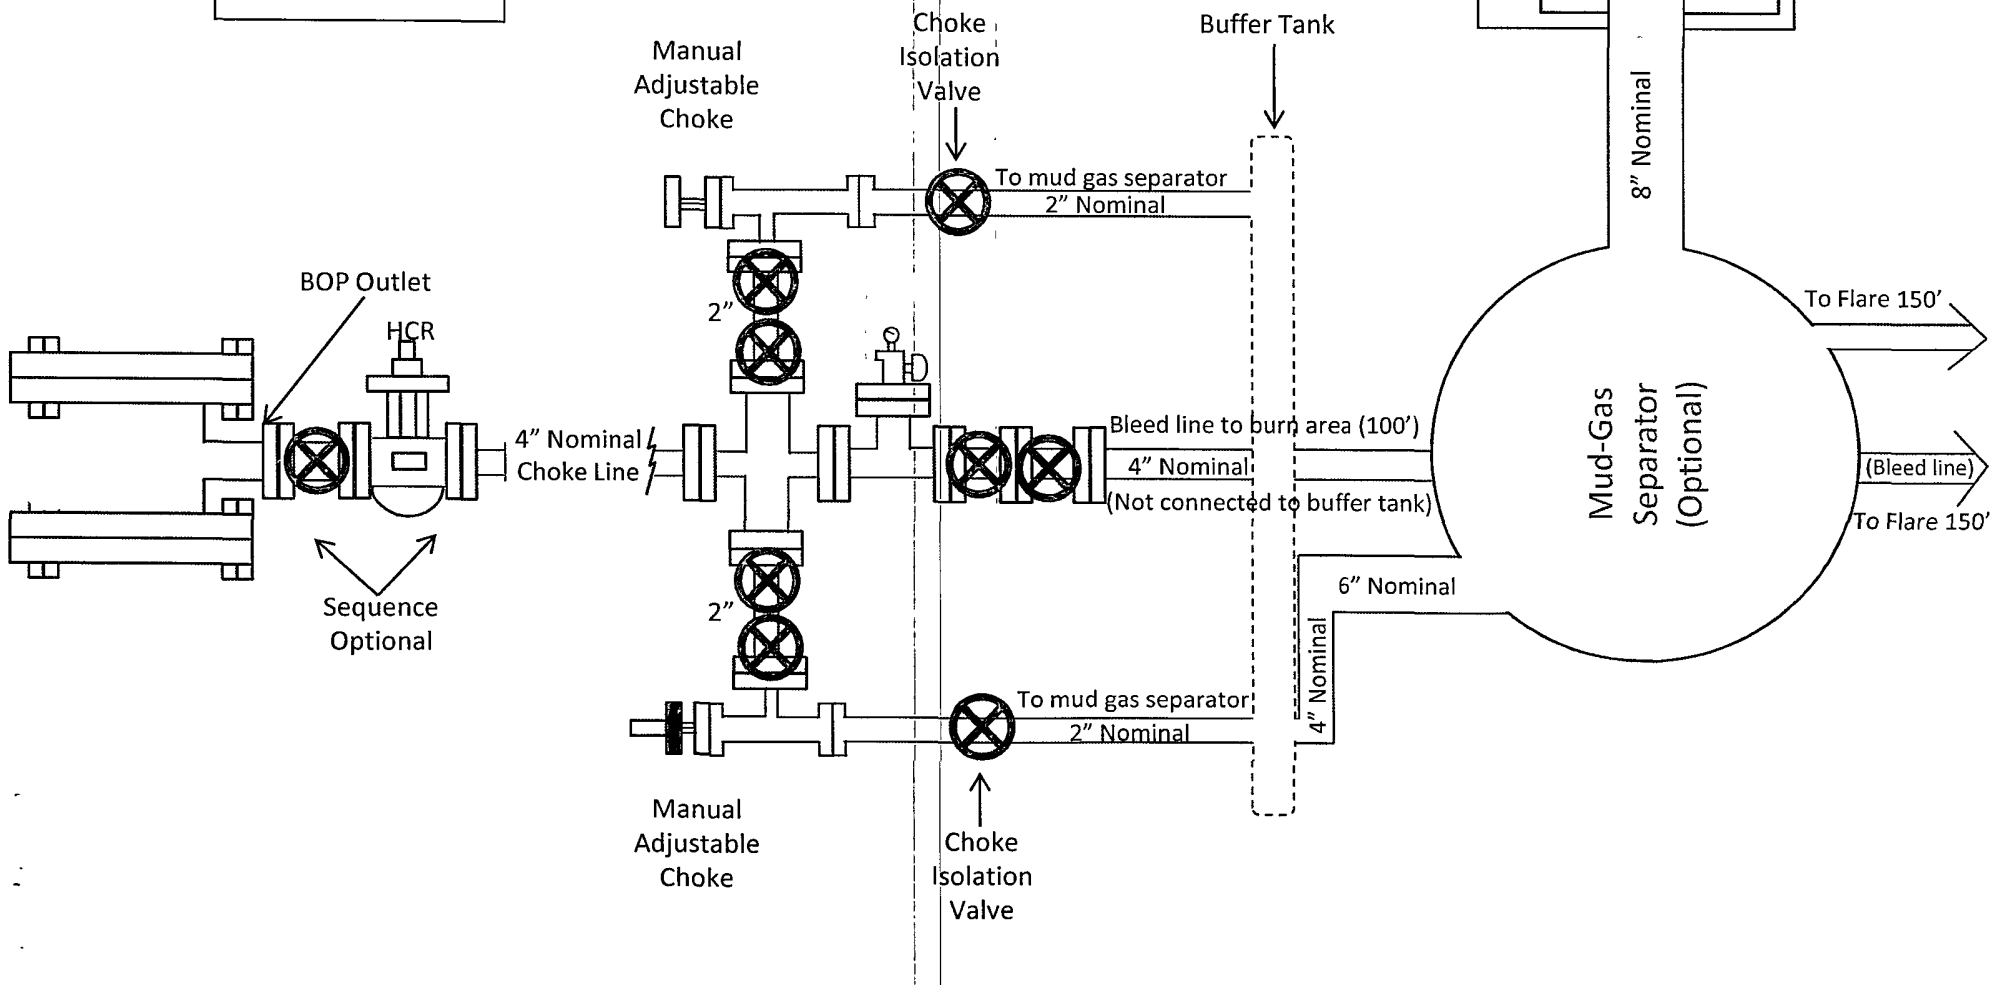 Choke
Isolation
Valve
Buffer Tank
Manual
Adjustable
Choke
8” Nominal
To mud gas separator
2” Nominal
BOP Outlet
HCR
2”
To Flare 150’
4” Nominal
Choke Line
Bleed line to burn area (100’)
4” Nominal
(Not connected to buffer tank)
Mud-Gas
Separator
(Optional)
(Bleed line)
To Flare 150’
Sequence
Optional
2”
6” Nominal
4” Nominal
To mud gas separator
2” Nominal
Manual
Adjustable
Choke
Choke
Isolation
Valve